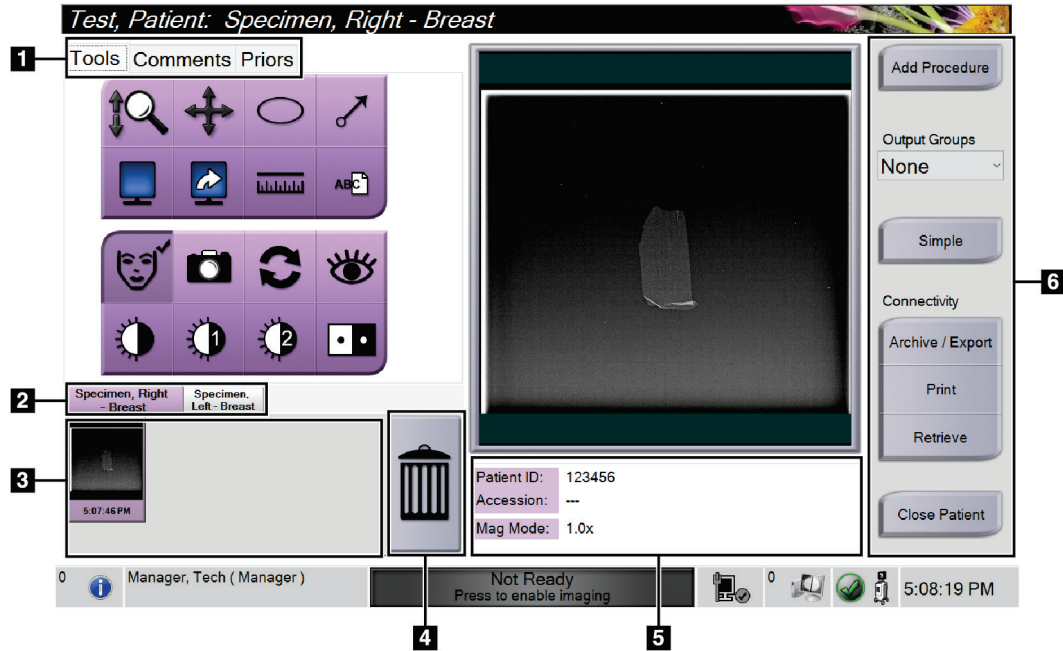 Test, Patient: Specimen, Right - Breast
1
Tools Comments Priors
ABC
1
2
2
Specimen, Right - Breast
Specimen, Left - Breast
3
5:07:46 PM
4
Patient ID: 123456
Accession: ---
Mag Mode: 1.0x
5
Add Procedure
Output Groups
None
Simple
6
Connectivity
Archive / Export
Print
Retrieve
Close Patient
0
i
Manager, Tech ( Manager )
Not Ready
Press to enable imaging
0
5:08:19 PM